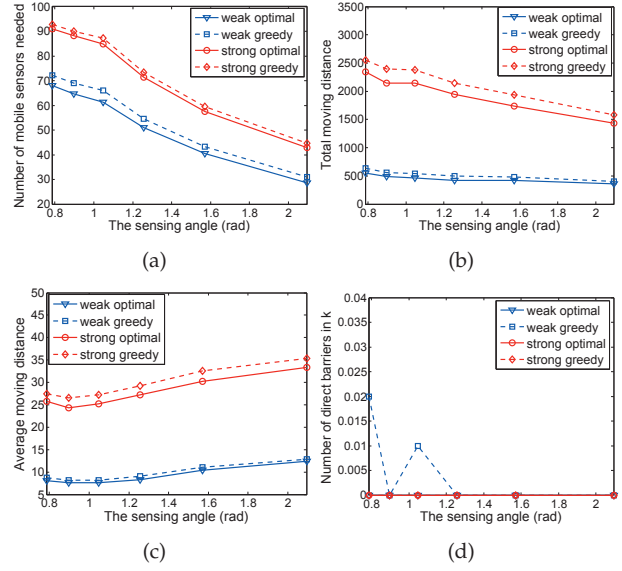 Number of mobile sensors needed
100
90
80
70
60
50
40
30
20
0.8
1
1.2
1.4
1.6
1.8
2
The sensing angle (rad)
weak optimal
weak greedy
strong optimal
strong greedy
(a)
Total moving distance
3500
3000
2500
2000
1500
1000
500
0
0.8
1
1.2
1.4
1.6
1.8
2
The sensing angle (rad)
weak optimal
weak greedy
strong optimal
strong greedy
(b)
Average moving distance
50
45
40
35
30
25
20
15
10
5
0.8
1
1.2
1.4
1.6
1.8
2
The sensing angle (rad)
weak optimal
weak greedy
strong optimal
strong greedy
(c)
Number of direct barriers in k
0.04
0.035
0.03
0.025
0.02
0.015
0.01
0.005
0
0.8
1
1.2
1.4
1.6
1.8
2
The sensing angle (rad)
weak optimal
weak greedy
strong optimal
strong greedy
(d)